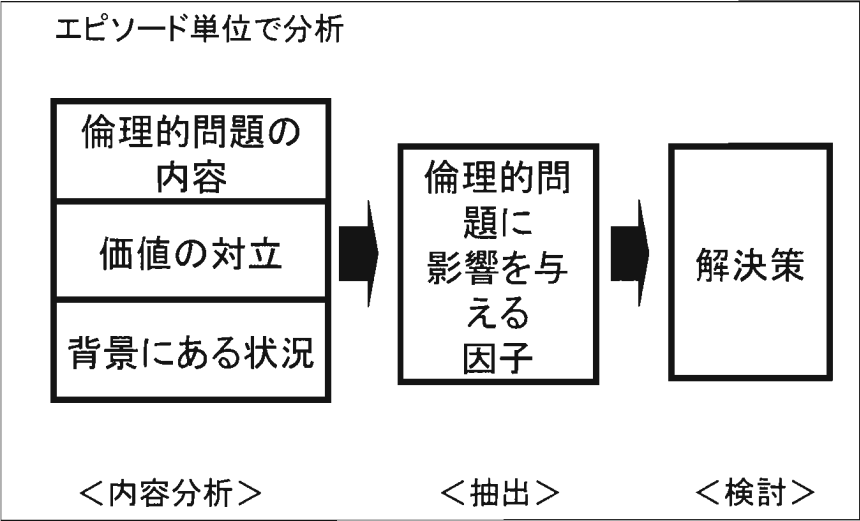 エピソード単位で分析
倫理的問題の
内容
価値の対立
背景にある状況
倫理的問
題に
影響を与
える
因子
解決策
＜内容分析＞
＜抽出＞
＜検討＞